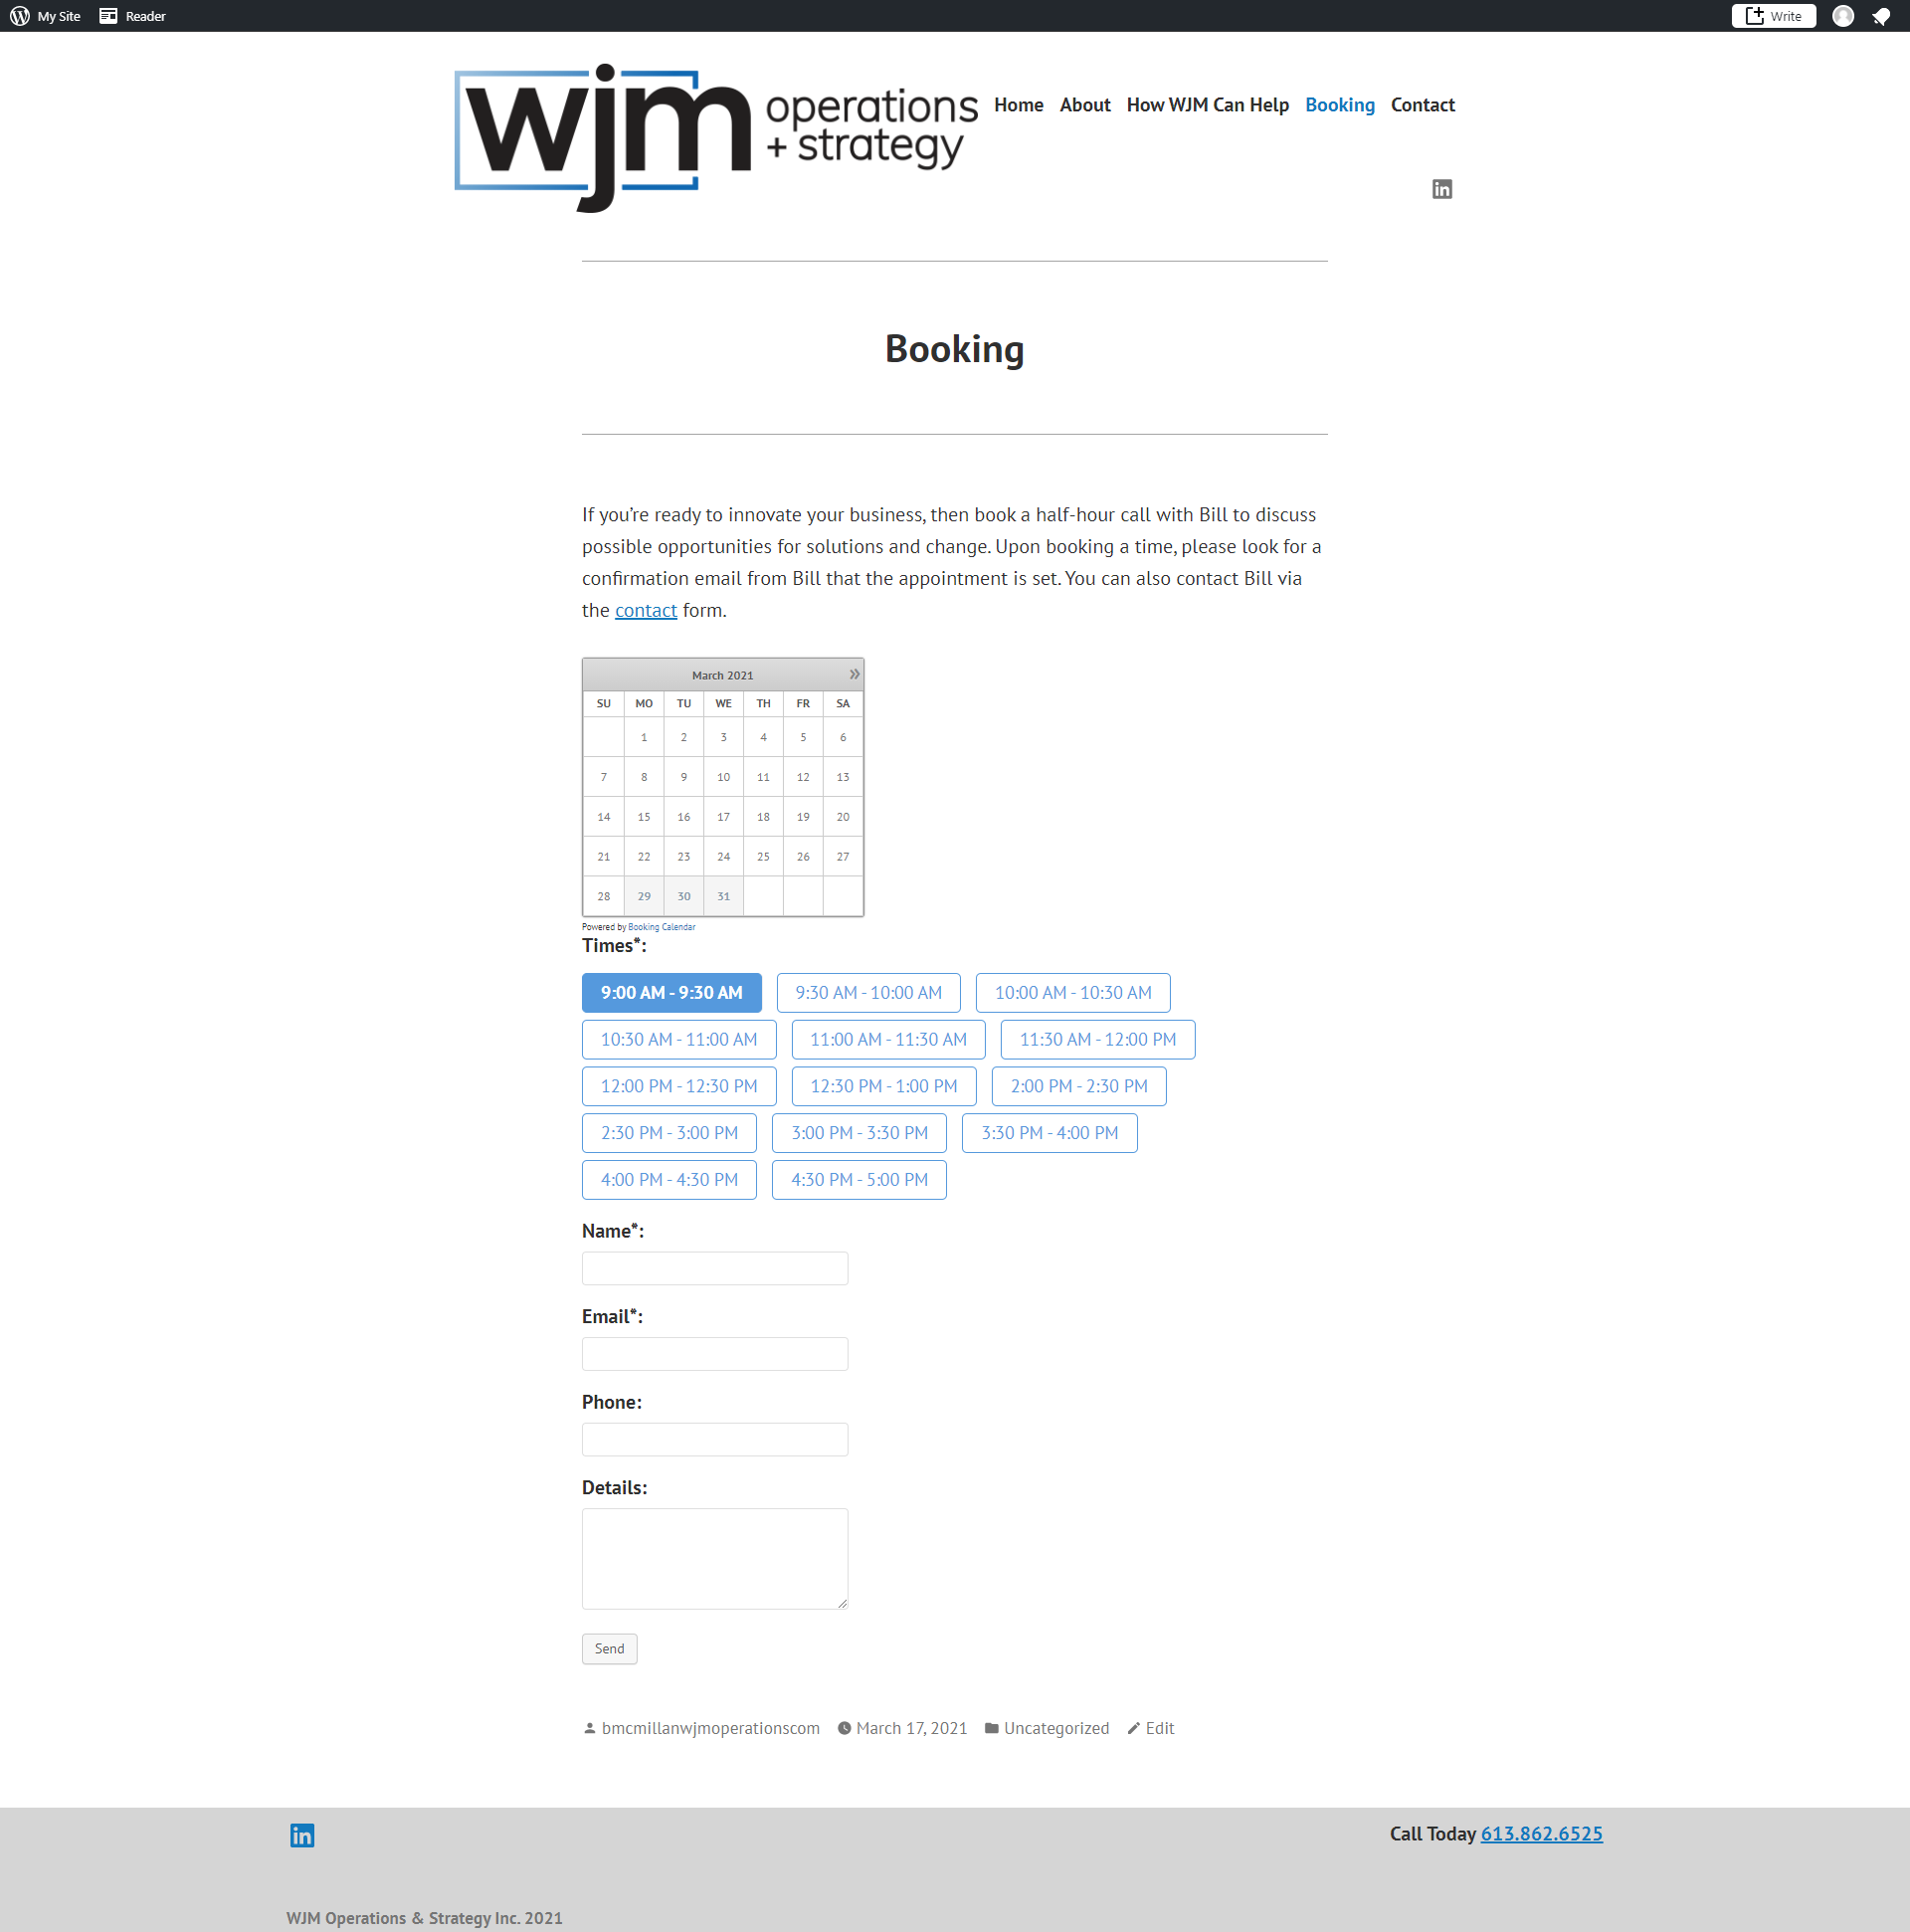 My Site Reader Write
wjm operations
+ strategy
Home About How WJM Can Help Booking Contact
in
Booking
If you’re ready to innovate your business, then book a half-hour call with Bill to discuss
possible opportunities for solutions and change. Upon booking a time, please look for a
confirmation email from Bill that the appointment is set. You can also contact Bill via
the contact form.
March 2021 »
SU MO TU WE TH FR SA
1 2 3 4 5 6
7 8 9 10 11 12 13
14 15 16 17 18 19 20
21 22 23 24 25 26 27
28 29 30 31
Powered by Booking Calendar
Times*:
9:00 AM - 9:30 AM 9:30 AM - 10:00 AM 10:00 AM - 10:30 AM
10:30 AM - 11:00 AM 11:00 AM - 11:30 AM 11:30 AM - 12:00 PM
12:00 PM - 12:30 PM 12:30 PM - 1:00 PM 2:00 PM - 2:30 PM
2:30 PM - 3:00 PM 3:00 PM - 3:30 PM 3:30 PM - 4:00 PM
4:00 PM - 4:30 PM 4:30 PM - 5:00 PM
Name*:
Email*:
Phone:
Details:
Send
bmcmillanwjmoperationscom March 17, 2021 Uncategorized Edit
in
Call Today 613.862.6525
WJM Operations & Strategy Inc. 2021